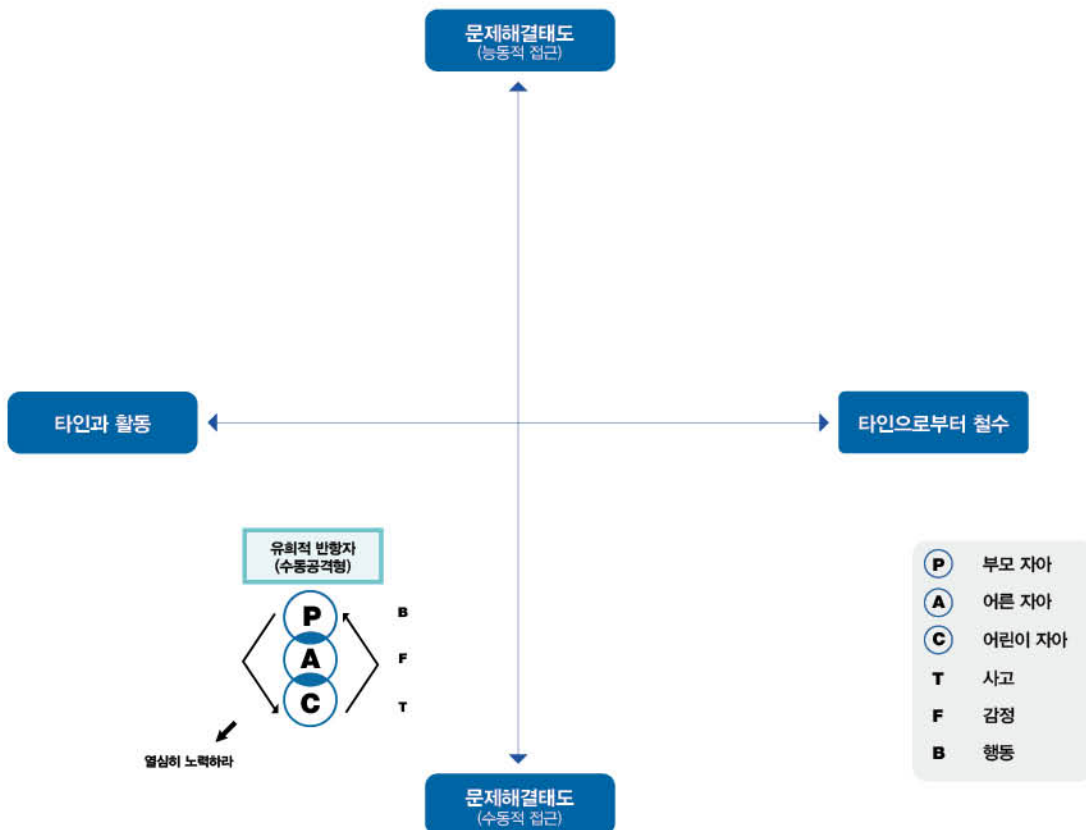 문제해결태도
(능동적 접근)
타인과 활동
타인으로부터 철수
유희적 반항자
(수동공격형)
P
B
A
F
C
T
열심히 노력하라
P 부모 자아
A 어른 자아
C 어린이 자아
T 사고
F 감정
B 행동
문제해결태도
(수동적 접근)